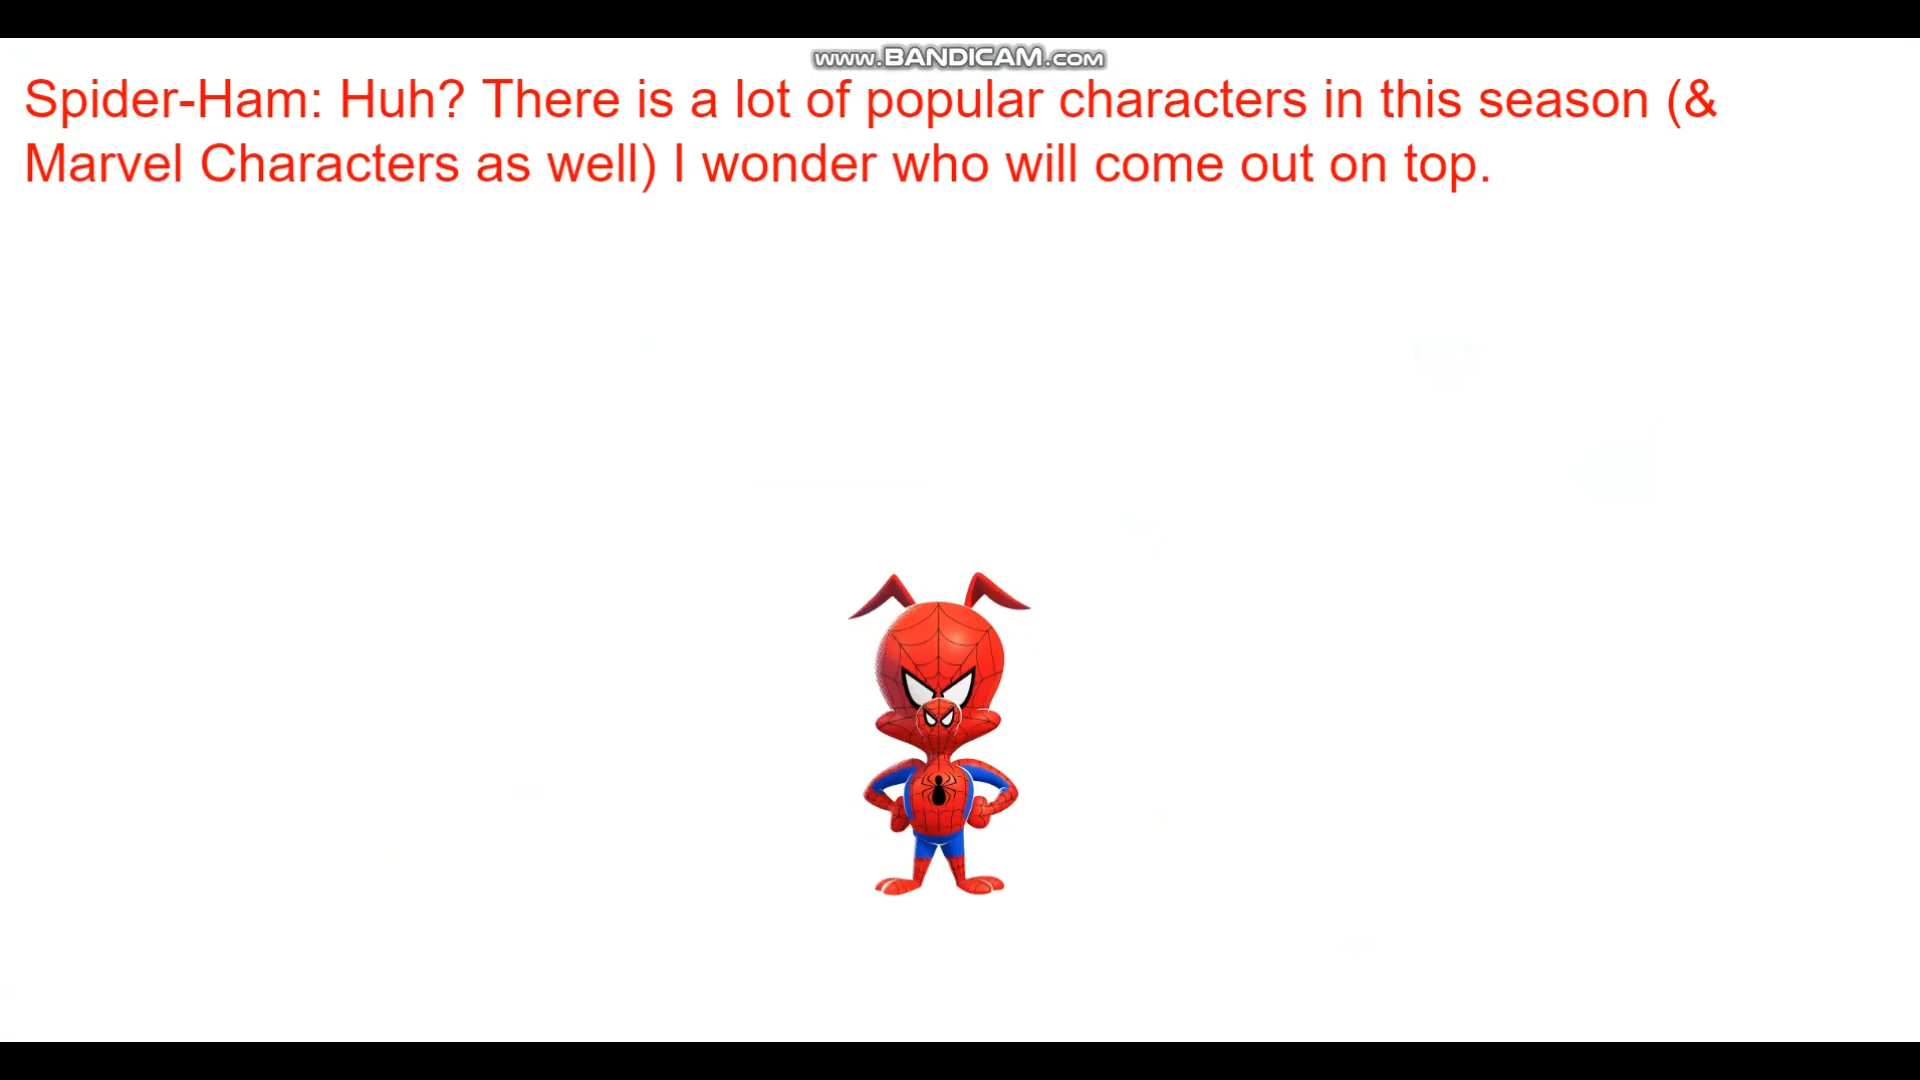 www.BANDICAM.com
Spider-Ham: Huh? There is a lot of popular characters in this season (&
Marvel Characters as well) I wonder who will come out on top.